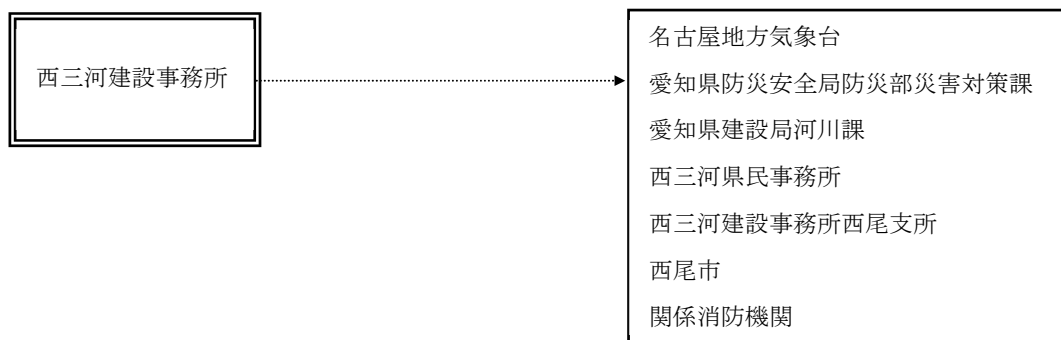 西三河建設事務所
名古屋地方気象台
愛知県防災安全局防災部災害対策課
愛知県建設局河川課
西三河県民事務所
西三河建設事務所西尾支所
西尾市
関係消防機関